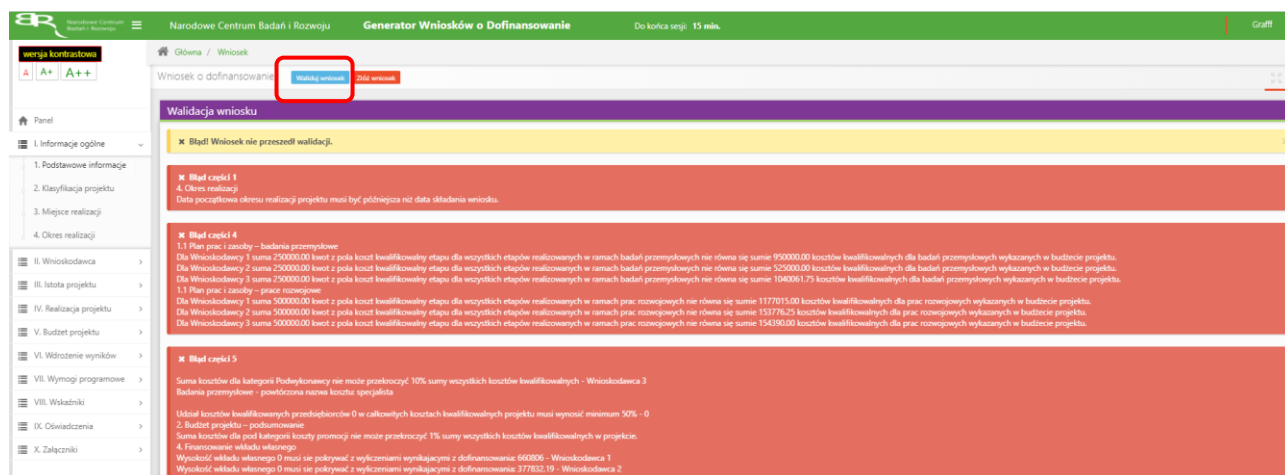 Narodowe Centrum
Badań i Rozwoju
Narodowe Centrum Badań i Rozwoju
Generator Wniosków o Dofinansowanie
Do końca sesji: 15 min.
Grafff
wersja kontrastowa
A A+ A++
Główna / Wniosek
Wniosek o dofinansowanie
Waliduj wniosek
Złóż wniosek
Panel
I. Informacje ogólne
1. Podstawowe informacje
2. Klasyfikacja projektu
3. Miejsce realizacji
4. Okres realizacji
II. Wnioskodawca
III. Istota projektu
IV. Realizacja projektu
V. Budżet projektu
VI. Wdrożenie wyników
VII. Wymogi programowe
VIII. Wskaźniki
IX. Oświadczenia
X. Załączniki
Walidacja wniosku
Błąd! Wniosek nie przeszedł walidacji.
Błąd części 1
4. Okres realizacji
Data początkowa okresu realizacji projektu musi być późniejsza niż data składania wniosku.
Błąd części 4
1.1 Plan prac i zasoby – badania przemysłowe
Dla Wnioskodawcy 1 suma 250000.00 kwot z pola koszt kwalifikowalny etapu dla wszystkich etapów realizowanych w ramach badań przemysłowych nie równa się sumie 950000.00 kosztów kwalifikowalnych dla badań przemysłowych wykazanych w budżecie projektu.
Dla Wnioskodawcy 2 suma 250000.00 kwot z pola koszt kwalifikowalny etapu dla wszystkich etapów realizowanych w ramach badań przemysłowych nie równa się sumie 525000.00 kosztów kwalifikowalnych dla badań przemysłowych wykazanych w budżecie projektu.
Dla Wnioskodawcy 3 suma 250000.00 kwot z pola koszt kwalifikowalny etapu dla wszystkich etapów realizowanych w ramach badań przemysłowych nie równa się sumie 1040061.75 kosztów kwalifikowalnych dla badań przemysłowych wykazanych w budżecie projektu.
1.1 Plan prac i zasoby – prace rozwojowe
Dla Wnioskodawcy 1 suma 500000.00 kwot z pola koszt kwalifikowalny etapu dla wszystkich etapów realizowanych w ramach prac rozwojowych nie równa się sumie 1177015.00 kosztów kwalifikowalnych dla prac rozwojowych wykazanych w budżecie projektu.
Dla Wnioskodawcy 2 suma 500000.00 kwot z pola koszt kwalifikowalny etapu dla wszystkich etapów realizowanych w ramach prac rozwojowych nie równa się sumie 153776.25 kosztów kwalifikowalnych dla prac rozwojowych wykazanych w budżecie projektu.
Dla Wnioskodawcy 3 suma 500000.00 kwot z pola koszt kwalifikowalny etapu dla wszystkich etapów realizowanych w ramach prac rozwojowych nie równa się sumie 154390.00 kosztów kwalifikowalnych dla prac rozwojowych wykazanych w budżecie projektu.
Błąd części 5
Suma kosztów dla kategorii Podwykonawcy nie może przekroczyć 10% sumy wszystkich kosztów kwalifikowalnych - Wnioskodawca 3
Badania przemysłowe - powtórzona nazwa kosztu: specjalista
Udział kosztów kwalifikowanych przedsiębiorców 0 w całkowitych kosztach kwalifikowalnych projektu musi wynosić minimum 50% - 0
2. Budżet projektu – podsumowanie
Suma kosztów dla pod kategorii koszty promocji nie może przekroczyć 1% sumy wszystkich kosztów kwalifikowalnych w projekcie.
4. Finansowanie wkładu własnego
Wysokość wkładu własnego 0 musi sie pokrywać z wyliczeniami wynikajacymi z dofinansowania: 660806 - Wnioskodawca 1
Wysokość wkładu własnego 0 musi sie pokrywać z wyliczeniami wynikajacymi z dofinansowania: 377832.19 - Wnioskodawca 2